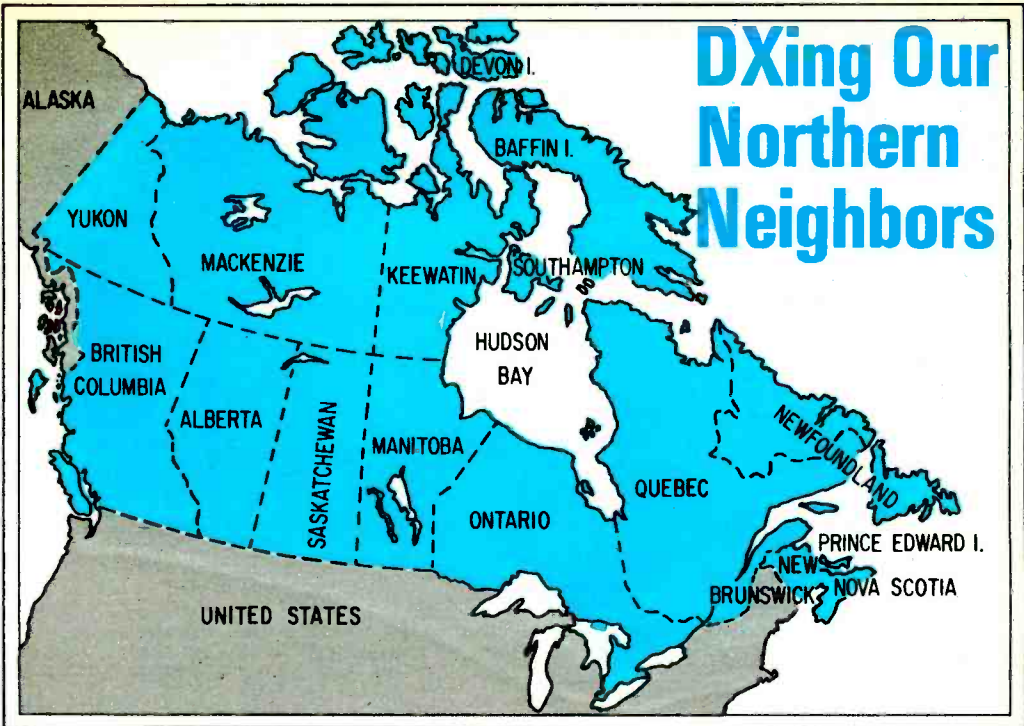 DXing Our
Northern
Neighbors
DEVON I.
ALASKA
BAFFIN I.
YUKON
MACKENZIE
KEEWATIN
SOUTHAMPTON
HUDSON
BAY
BRITISH
COLUMBIA
ALBERTA
SASKATCHEWAN
MANITOBA
ONTARIO
QUEBEC
NEWFOUNDLAND
PRINCE EDWARD I.
NEW
BRUNSWICK
NOVA SCOTIA
UNITED STATES